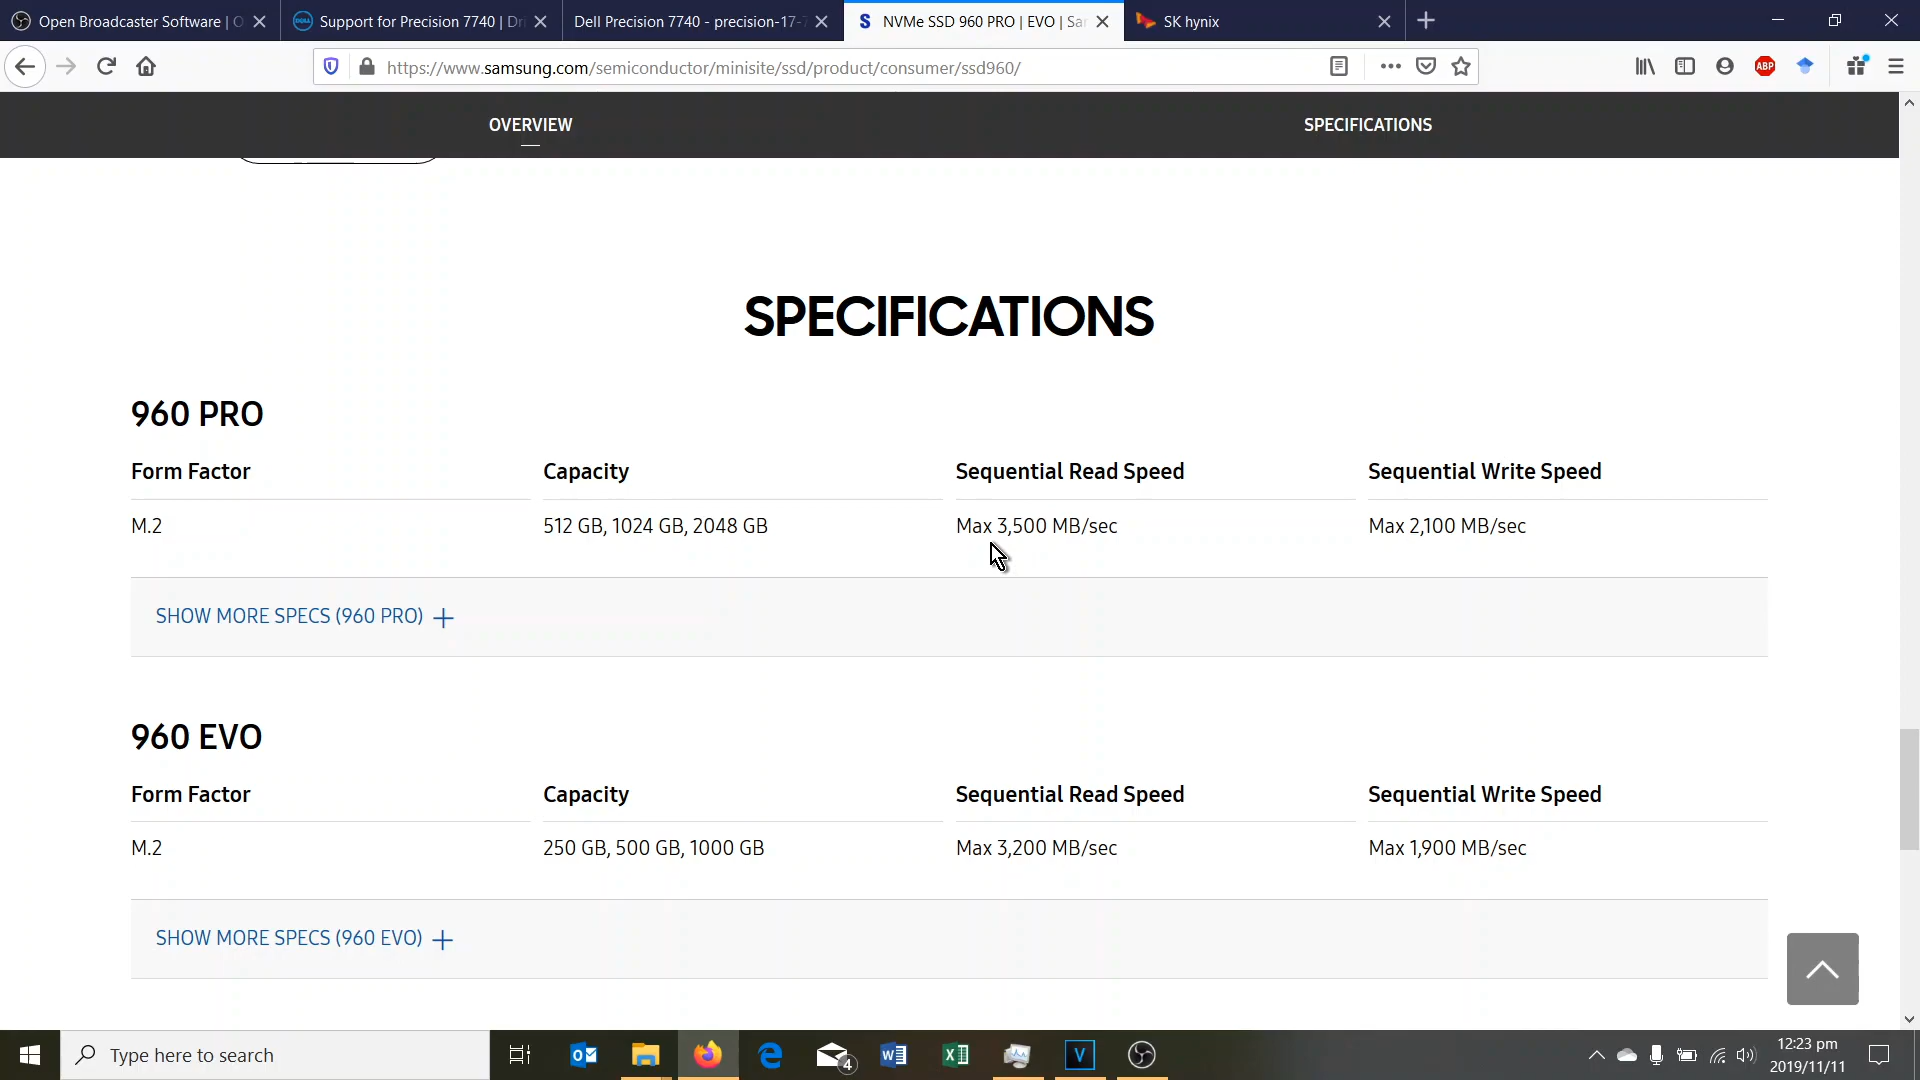 Open Broadcaster Software | O
Support for Precision 7740 | Dri
Dell Precision 7740 - precision-17-7
NVMe SSD 960 PRO | EVO | Sa
SK hynix
https://www.samsung.com/semiconductor/minisite/ssd/product/consumer/ssd960/
ABP
OVERVIEW
SPECIFICATIONS
SPECIFICATIONS
960 PRO
Form Factor
Capacity
Sequential Read Speed
Sequential Write Speed
M.2
512 GB, 1024 GB, 2048 GB
Max 3,500 MB/sec
Max 2,100 MB/sec
SHOW MORE SPECS (960 PRO)
960 EVO
Form Factor
Capacity
Sequential Read Speed
Sequential Write Speed
M.2
250 GB, 500 GB, 1000 GB
Max 3,200 MB/sec
Max 1,900 MB/sec
SHOW MORE SPECS (960 EVO)
Type here to search
4
12:23 pm
2019/11/11